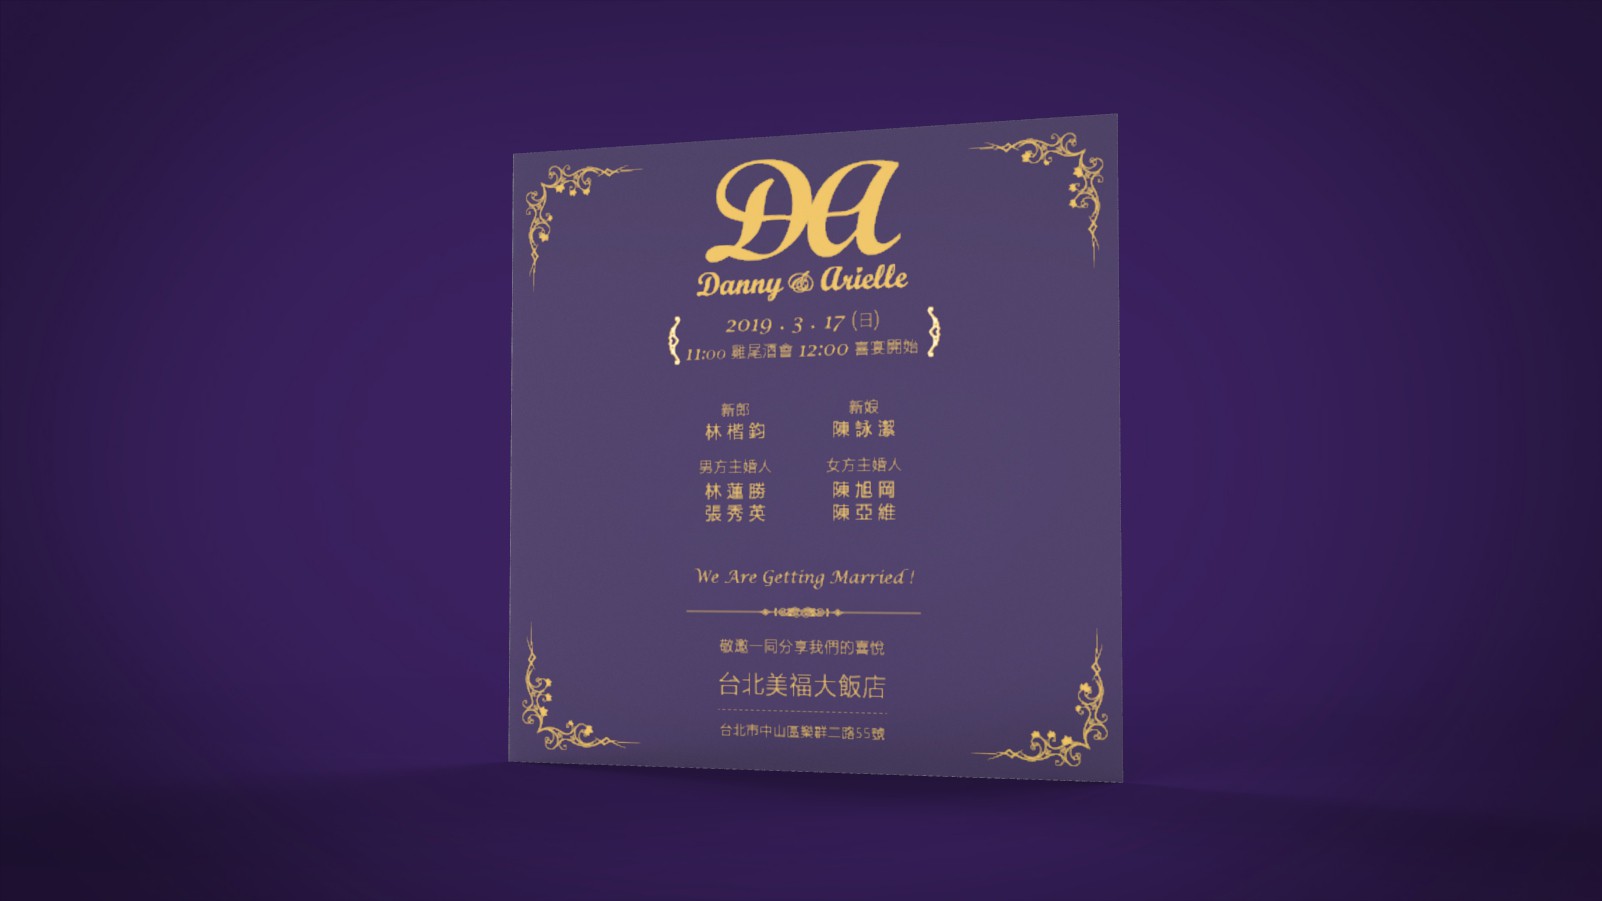 DA
Danny & Arielle
2019 . 3 . 17 (日)
11:00 雞尾酒會 12:00 喜宴開始
新郎 新娘
林楷鈞 陳詠潔
男方主婚人 女方主婚人
林蓮勝 陳旭岡
張秀英 陳亞維
We Are Getting Married !
敬邀一同分享我們的喜悅
台北美福大飯店
台北市中山區樂群二路55號